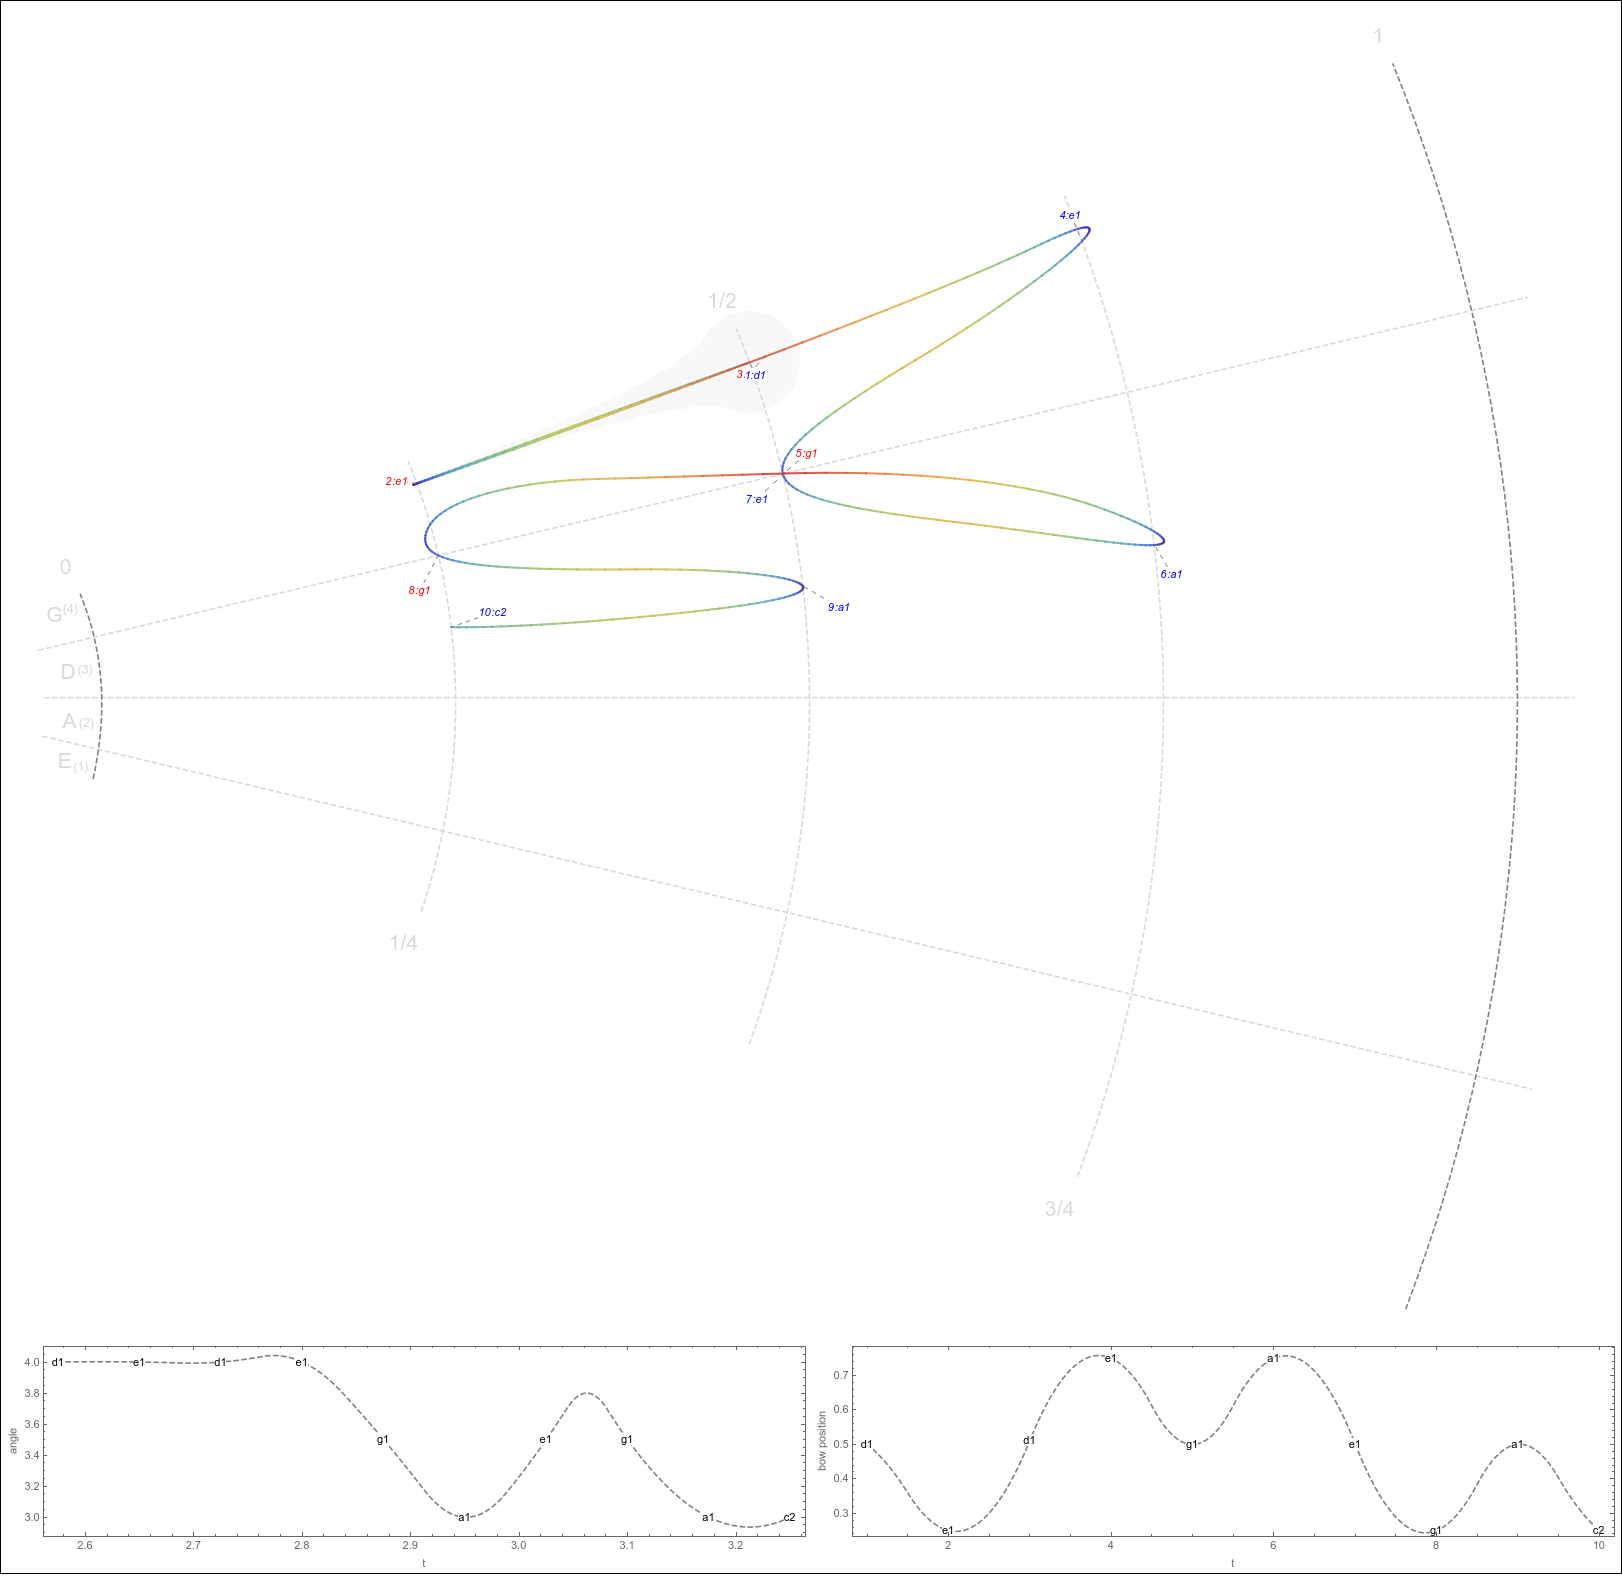 1
4:e1
1/2
3.
1:d1
5:g1
2:e1
7:e1
0
6:a1
8:g1
G(4)
10:c2
9:a1
D(3)
A(2)
E(1)
1/4
3/4
4.0
3.8
3.6
3.4
3.2
3.0
angle
d1
e1
d1
e1
g1
a1
e1
g1
a1
c2
2.6
2.7
2.8
2.9
3.0
3.1
3.2
t
0.7
0.6
0.5
0.4
0.3
bow position
d1
e1
d1
e1
g1
a1
e1
g1
a1
c2
2
4
6
8
10
t